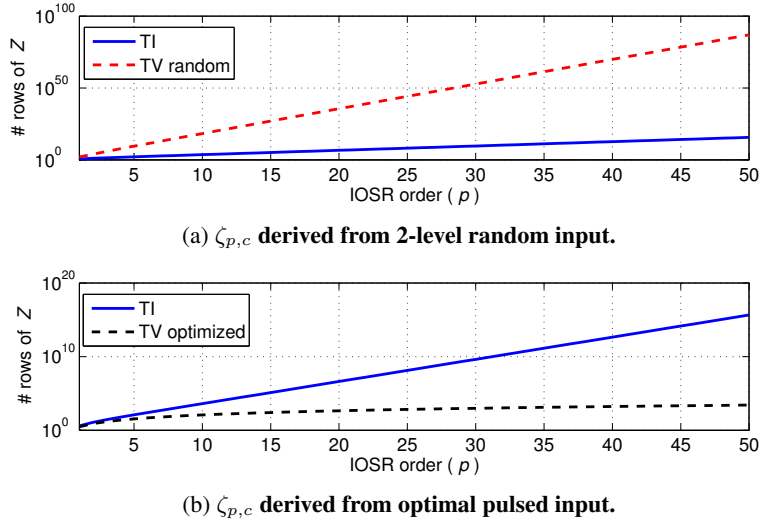 10^100
TI
TV random
10^50
10^0
# rows of Z
5 10 15 20 25 30 35 40 45 50
IOSR order ( p )
(a) ζ_{p,c} derived from 2-level random input.
10^20
TI
TV optimized
10^10
10^0
# rows of Z
5 10 15 20 25 30 35 40 45 50
IOSR order ( p )
(b) ζ_{p,c} derived from optimal pulsed input.